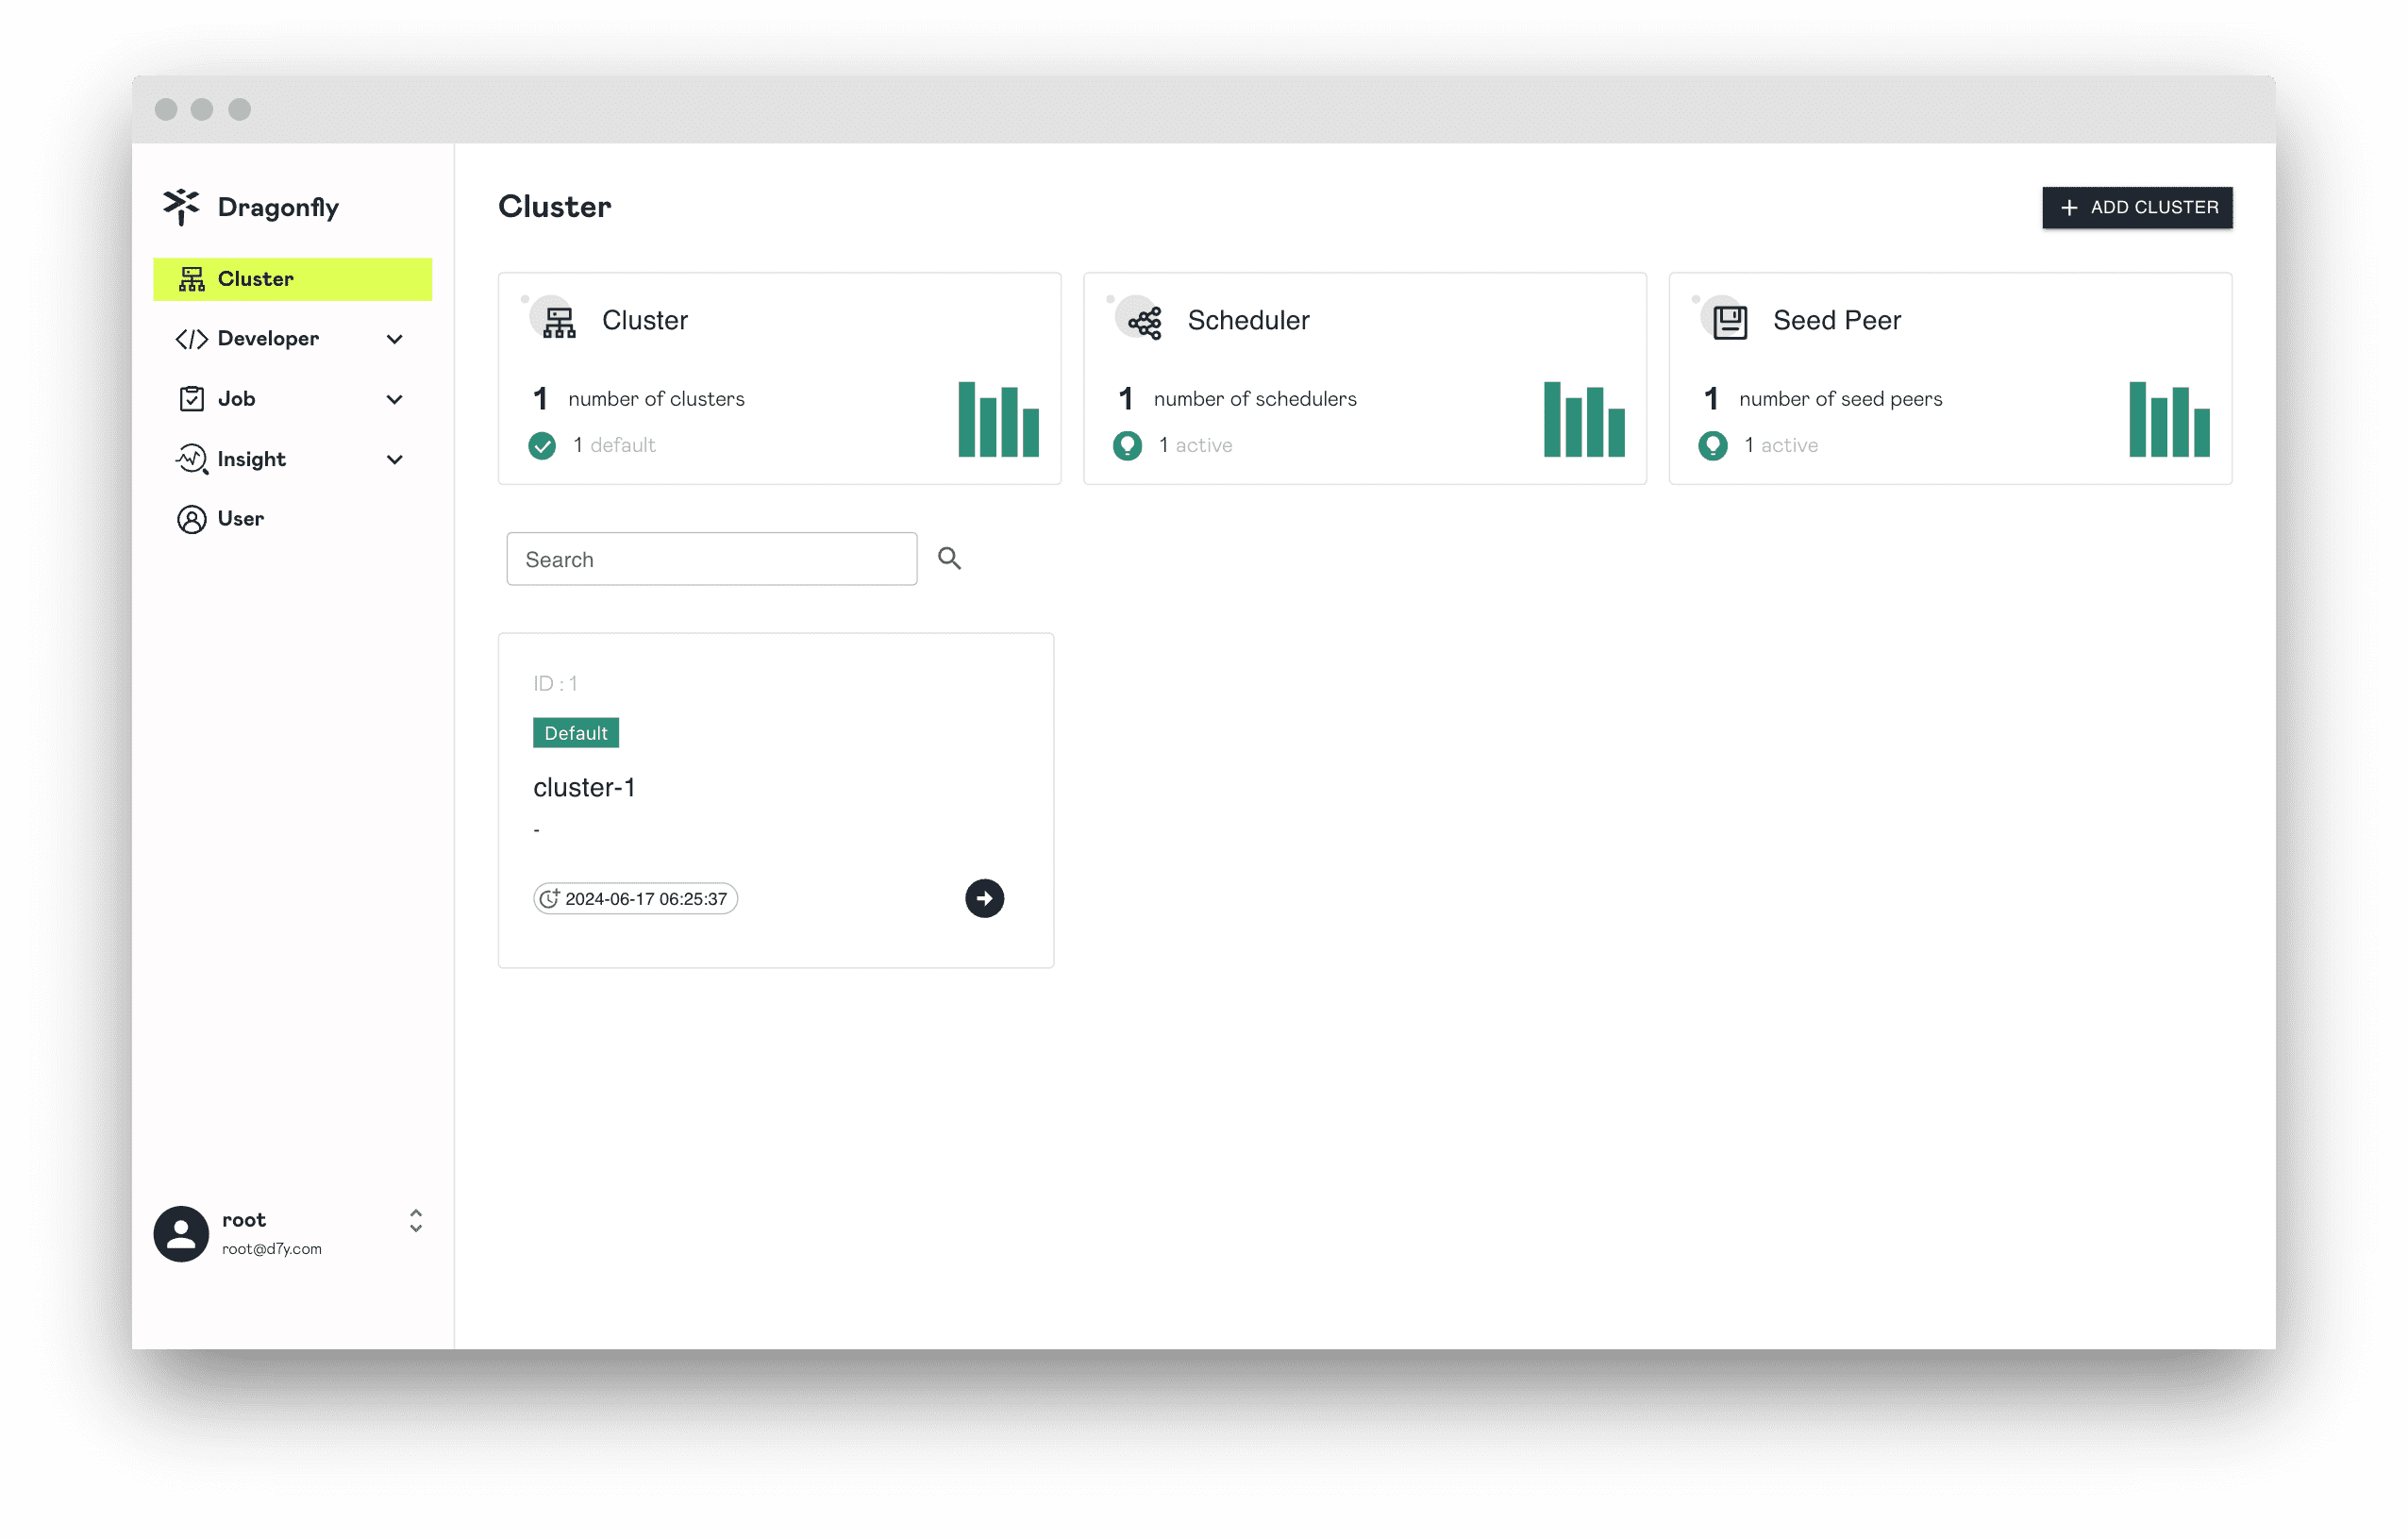 Dragonfly
Cluster
Developer
Job
Insight
User
root
root@d7y.com
Cluster
ADD CLUSTER
Cluster
1 number of clusters
1 default
Scheduler
1 number of schedulers
1 active
Seed Peer
1 number of seed peers
1 active
Search
ID : 1
Default
cluster-1
-
2024-06-17 06:25:37